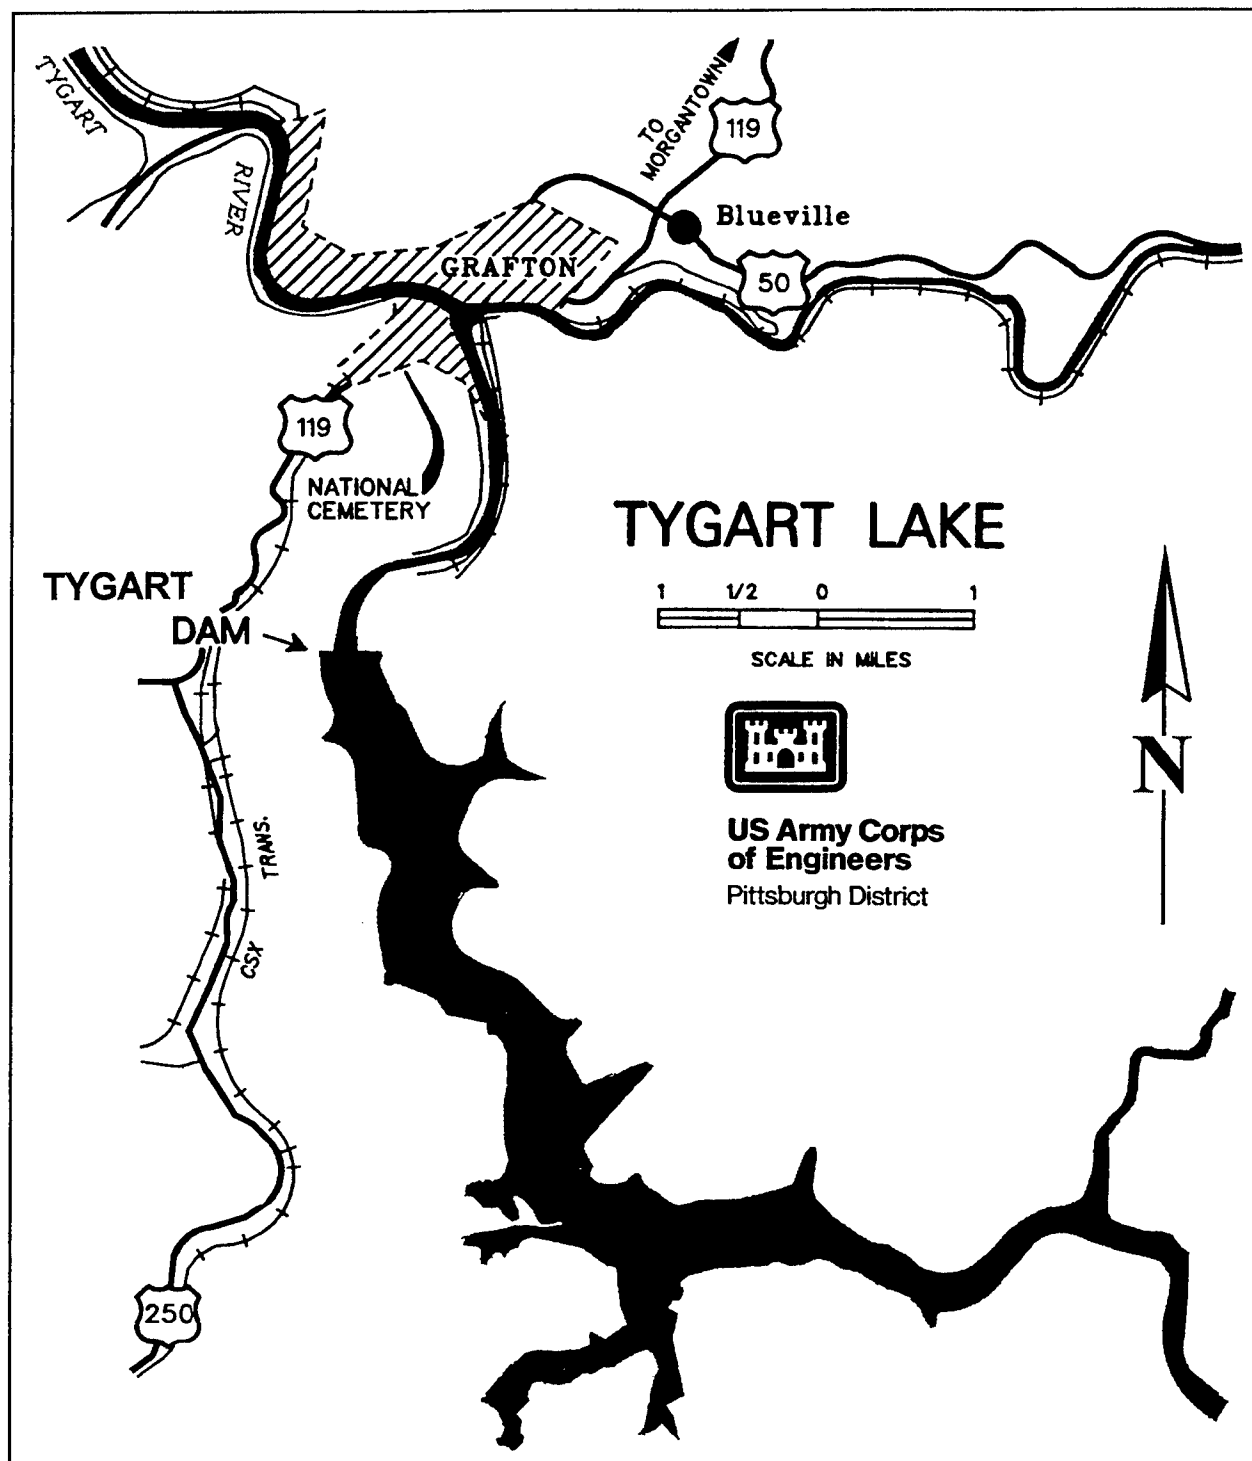 TYGART
RIVER
TO
MORGANTOWN
119
Blueville
50
GRAFTON
119
NATIONAL
CEMETERY
TYGART LAKE
1 1/2 0 1
SCALE IN MILES
TYGART
DAM
N
US Army Corps
of Engineers
Pittsburgh District
TRANS.
CSX
250